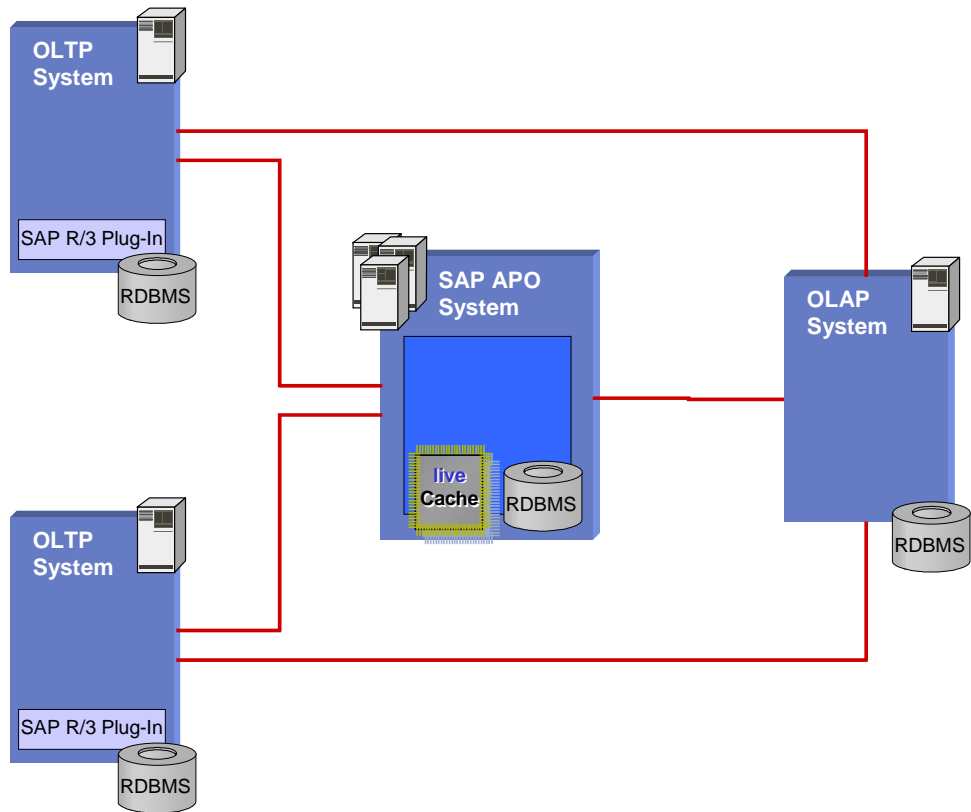 OLTP
System
SAP R/3 Plug-In
RDBMS
SAP APO
System
live
Cache
RDBMS
OLAP
System
RDBMS
OLTP
System
SAP R/3 Plug-In
RDBMS